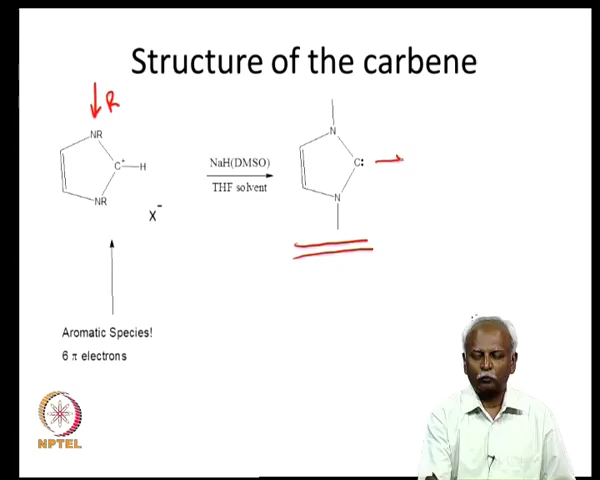 Structure of the carbene
R
NR
C⁺—H
NR
X⁻
NaH(DMSO)
THF solvent
N
C:
N
Aromatic Species!
6 π electrons
NPTEL